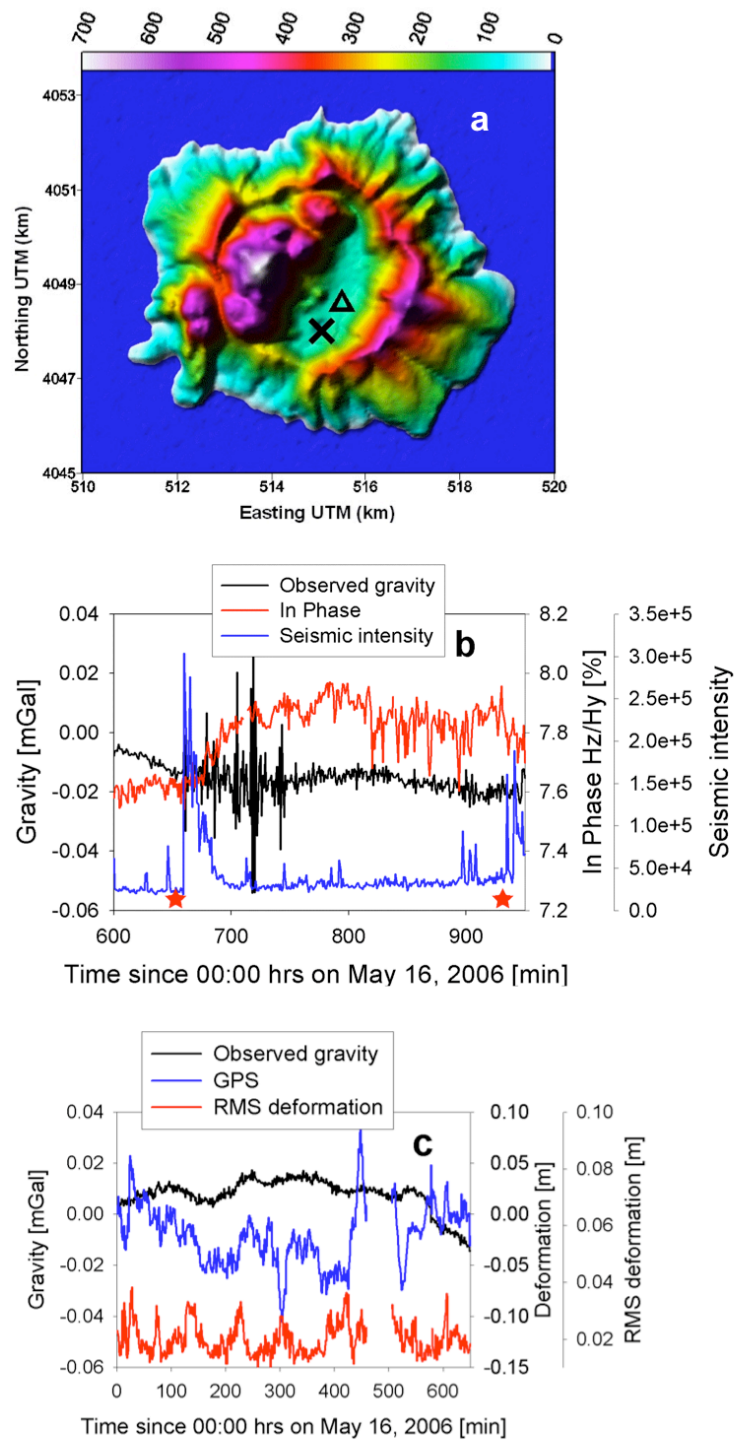 700 600 500 400 300 200 100 0
a
4053
4051
4049
4047
4045
Northing UTM (km)
510 512 514 516 518 520
Easting UTM (km)
Observed gravity
In Phase
Seismic intensity
b
0.04
0.02
0.00
-0.02
-0.04
-0.06
Gravity [mGal]
8.2
8.0
7.8
7.6
7.4
7.2
In Phase Hz/Hy [%]
3.5e+5
3.0e+5
2.5e+5
2.0e+5
1.5e+5
1.0e+5
5.0e+4
0.0
Seismic intensity
600 700 800 900
Time since 00:00 hrs on May 16, 2006 [min]
Observed gravity
GPS
RMS deformation
c
0.04
0.02
0.00
-0.02
-0.04
-0.06
Gravity [mGal]
0.10
0.05
0.00
-0.05
-0.10
-0.15
Deformation [m]
0.10
0.08
0.06
0.04
0.02
RMS deformation [m]
0 100 200 300 400 500 600
Time since 00:00 hrs on May 16, 2006 [min]